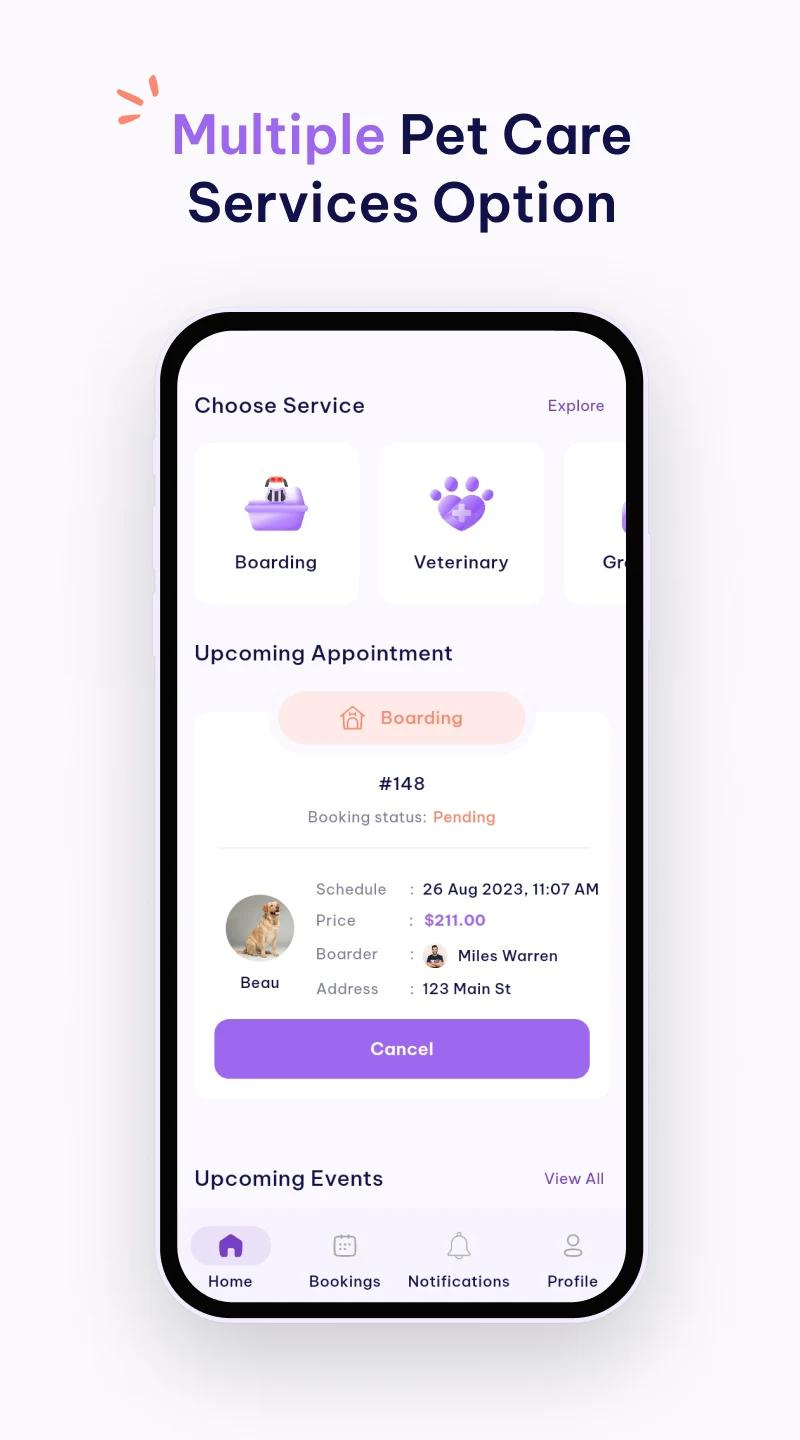 Multiple Pet Care
Services Option
Choose Service Explore
Boarding Veterinary
Upcoming Appointment
Boarding
#148
Booking status: Pending
Schedule : 26 Aug 2023, 11:07 AM
Price : $211.00
Boarder : Miles Warren
Beau
Address : 123 Main St
Cancel
Upcoming Events View All
Home Bookings Notifications Profile